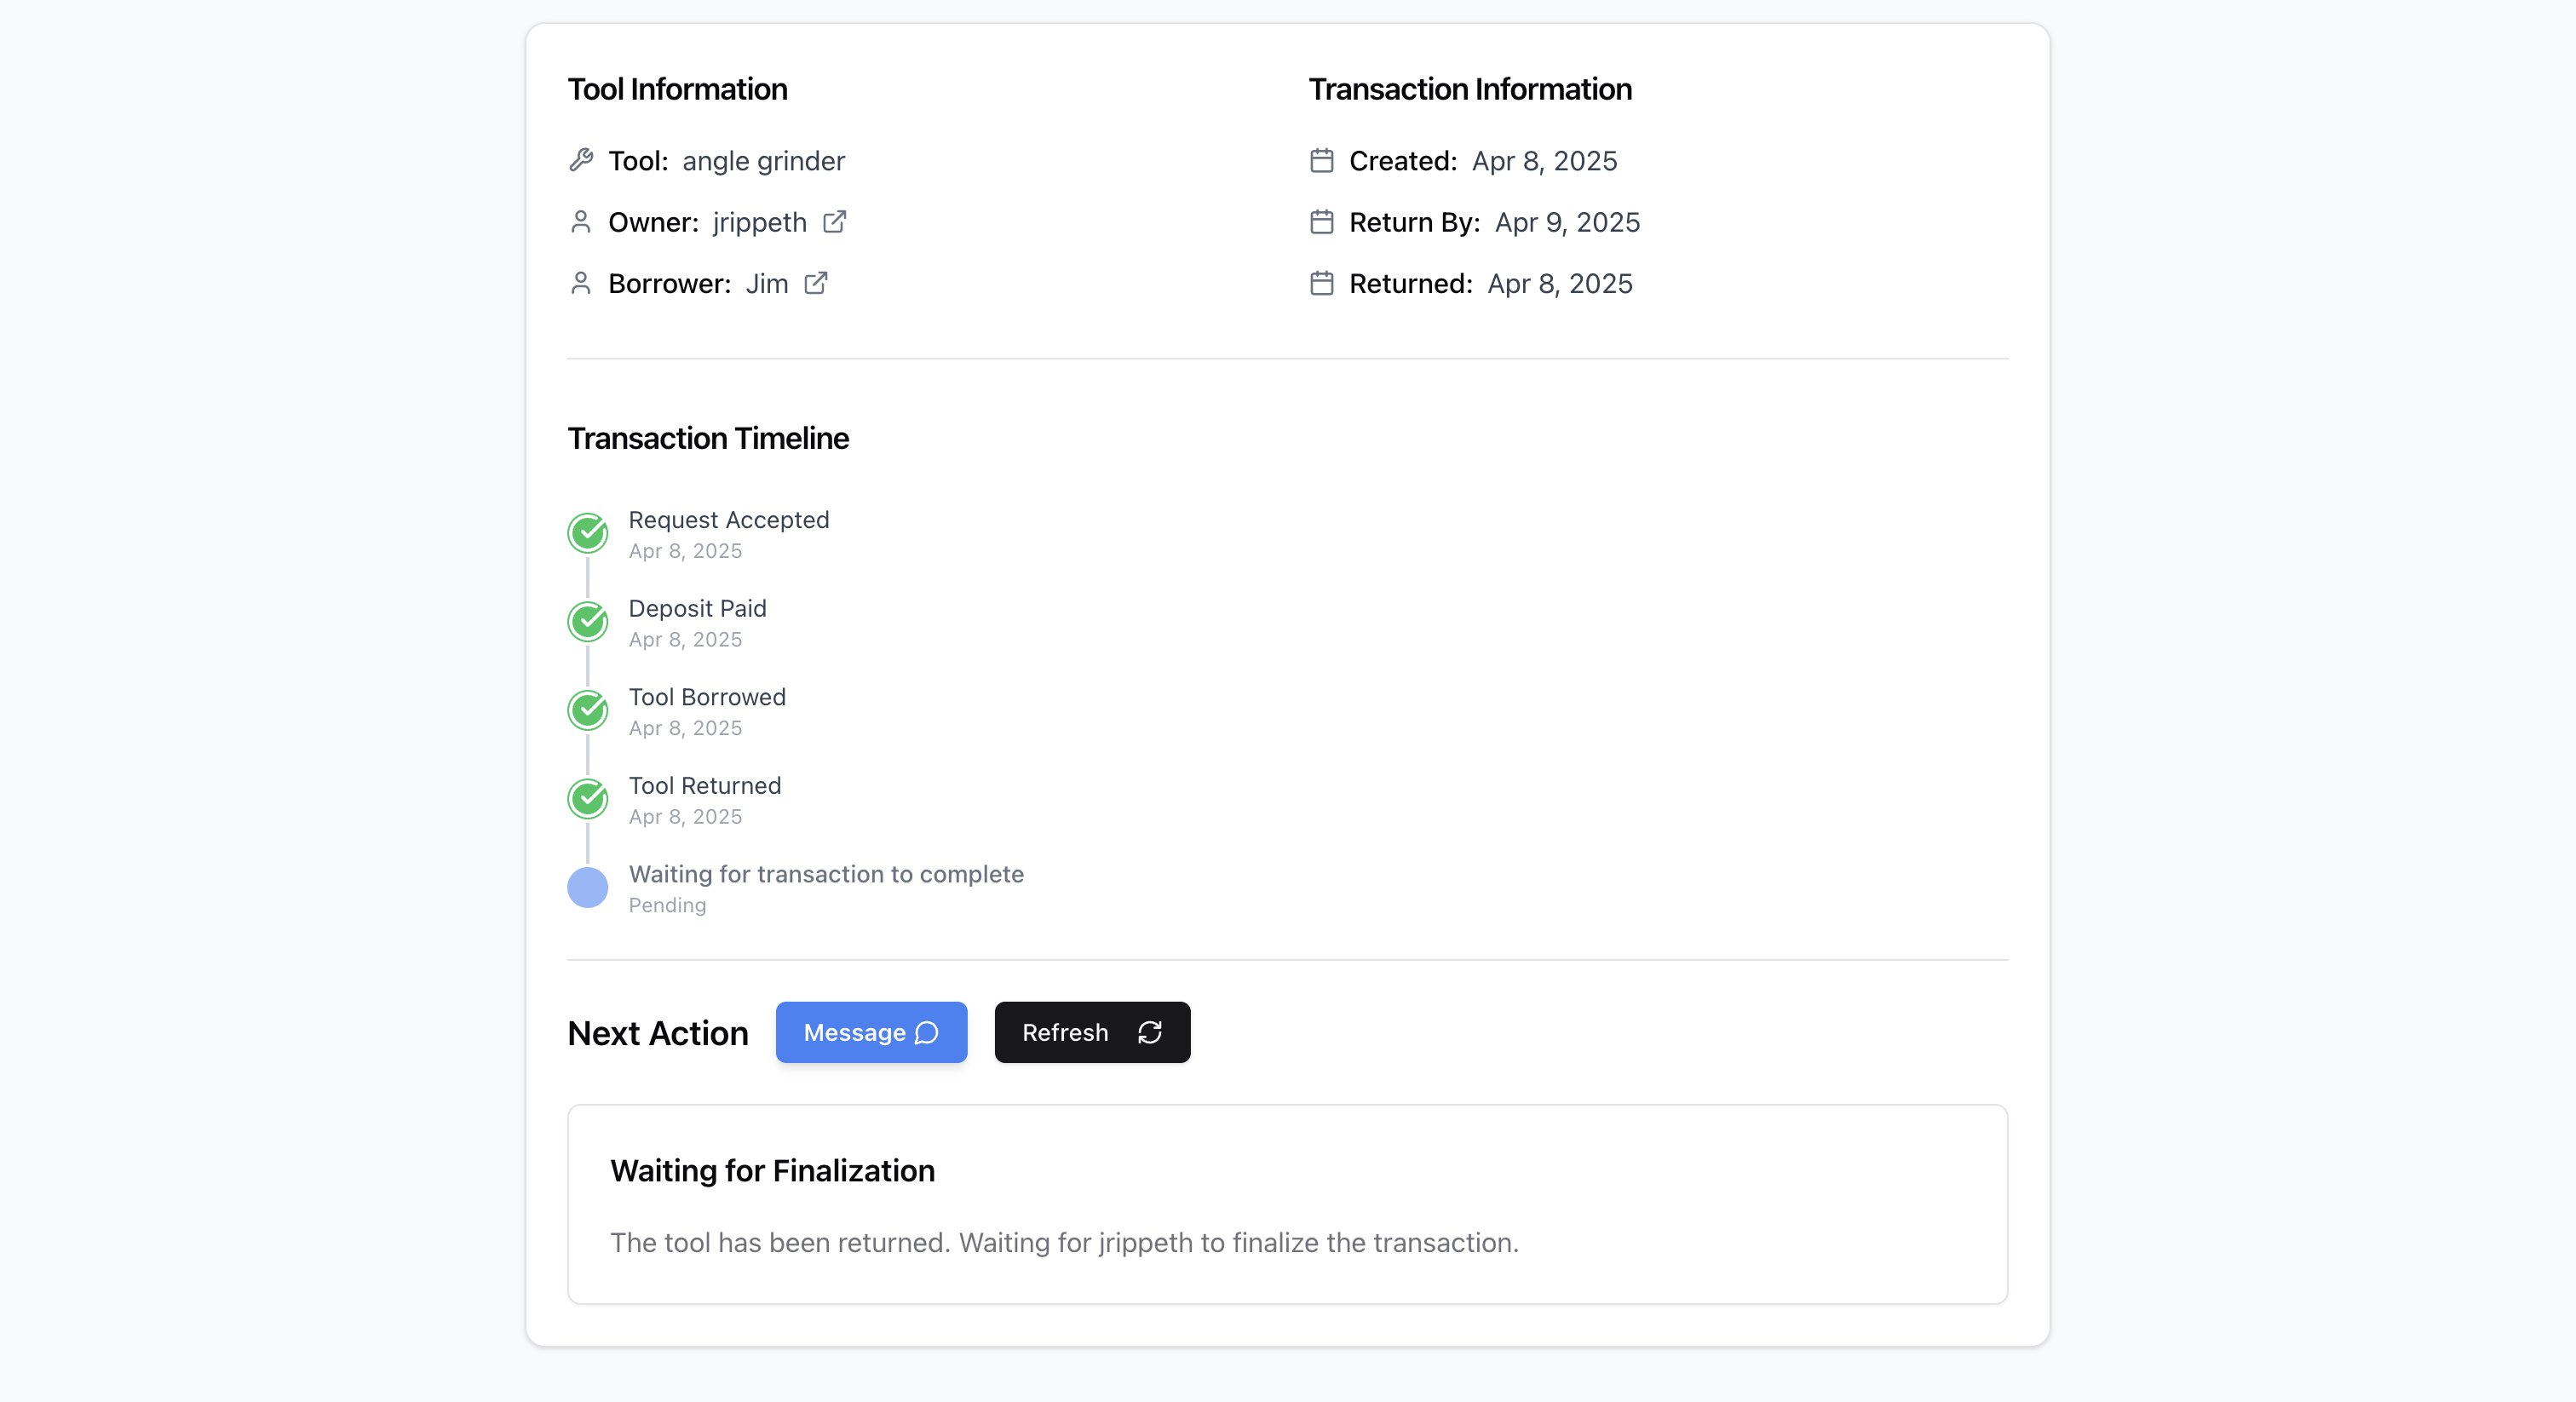 Tool Information
Tool: angle grinder
Owner: jrippeth
Borrower: Jim
Transaction Information
Created: Apr 8, 2025
Return By: Apr 9, 2025
Returned: Apr 8, 2025
Transaction Timeline
Request Accepted
Apr 8, 2025
Deposit Paid
Apr 8, 2025
Tool Borrowed
Apr 8, 2025
Tool Returned
Apr 8, 2025
Waiting for transaction to complete
Pending
Next Action
Message
Refresh
Waiting for Finalization
The tool has been returned. Waiting for jrippeth to finalize the transaction.